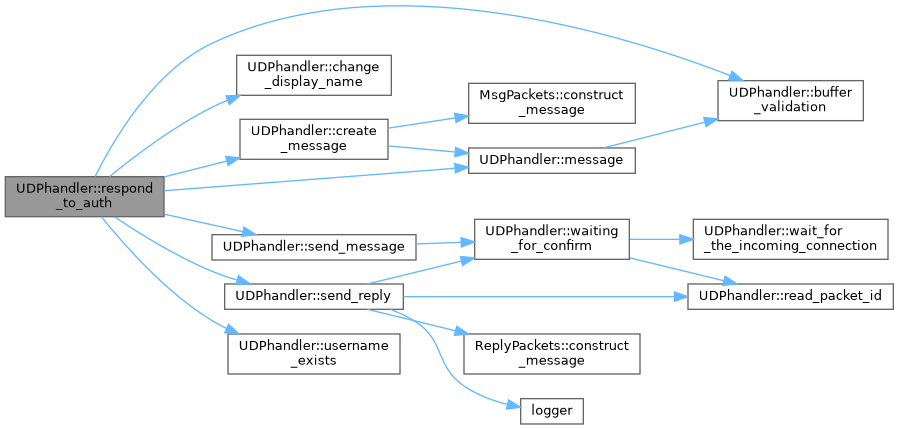 UDPhandler::respond
_to_auth
UDPhandler::change
_display_name
UDPhandler::create
_message
UDPhandler::send_message
UDPhandler::send_reply
UDPhandler::username
_exists
MsgPackets::construct
_message
UDPhandler::message
UDPhandler::waiting
_for_confirm
ReplyPackets::construct
_message
logger
UDPhandler::buffer
_validation
UDPhandler::wait_for
_the_incoming_connection
UDPhandler::read_packet_id